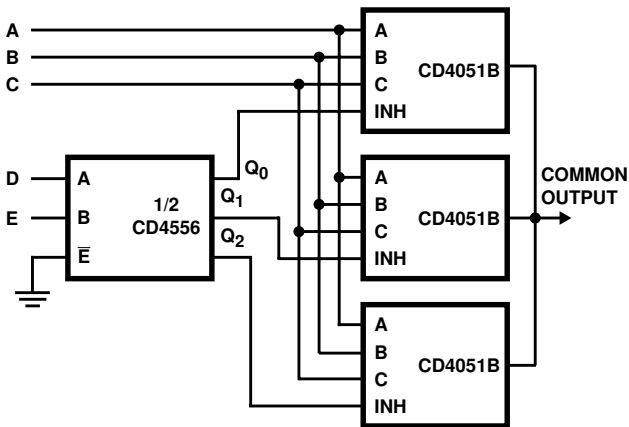 A
B
C
A
B
C
INH
CD4051B
D
E
A
B
E̅
1/2
CD4556
Q0
Q1
Q2
A
B
C
INH
CD4051B
COMMON
OUTPUT
A
B
C
INH
CD4051B